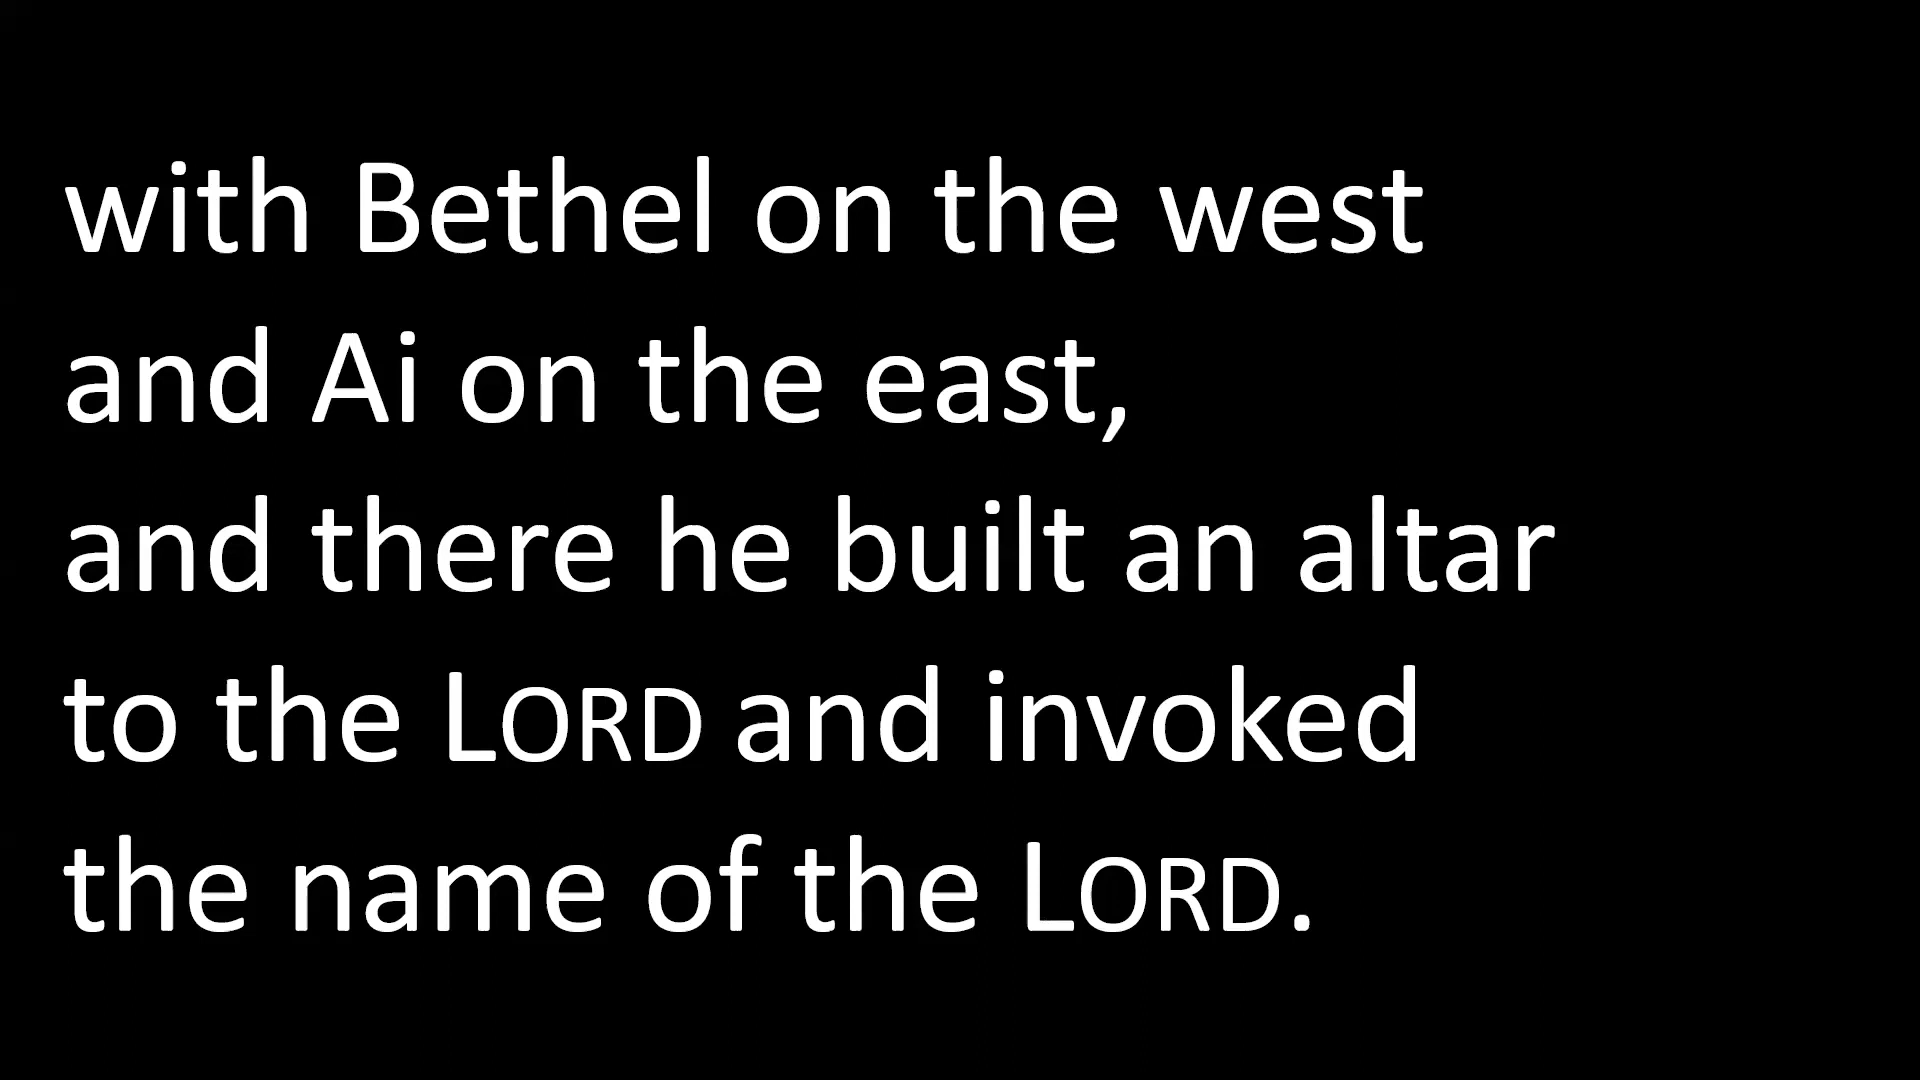 with Bethel on the west
and Ai on the east,
and there he built an altar
to the LORD and invoked
the name of the LORD.